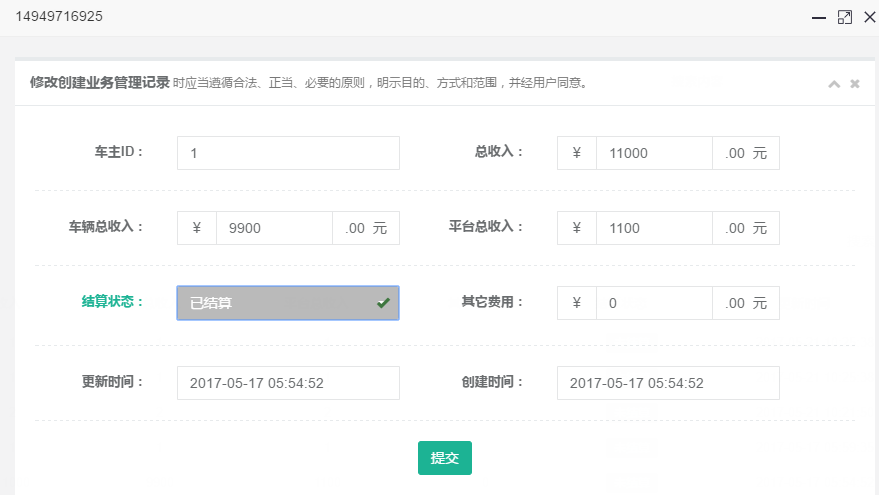 14949716925
修改创建业务管理记录 时应当遵循合法、正当、必要的原则，明示目的、方式和范围，并经用户同意。
车主ID： 1 总收入： ¥ 11000 .00 元
车辆总收入： ¥ 9900 .00 元 平台总收入： ¥ 1100 .00 元
结算状态： 已结算 其它费用： ¥ 0 .00 元
更新时间： 2017-05-17 05:54:52 创建时间： 2017-05-17 05:54:52
提交